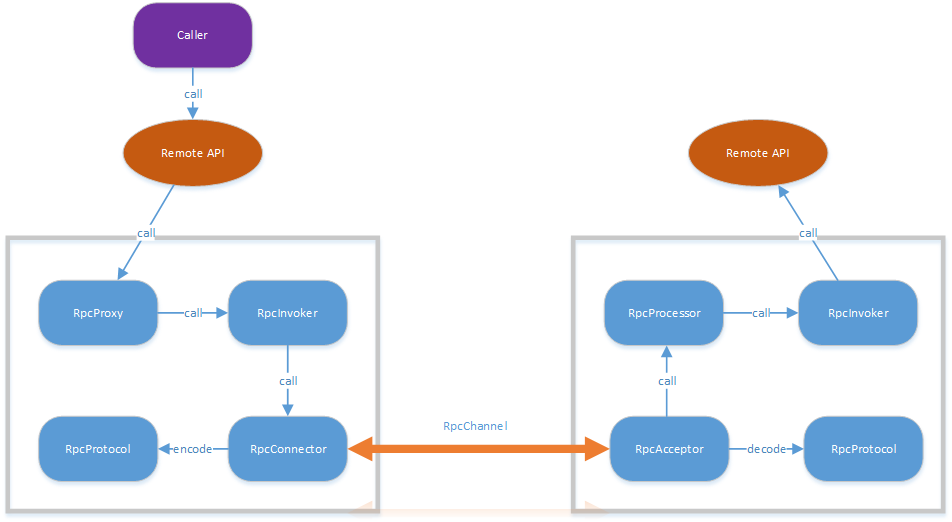 Caller
call
Remote API
Remote API
call
call
RpcProxy
call
RpcInvoker
RpcProcessor
call
RpcInvoker
call
call
RpcChannel
RpcProtocol
encode
RpcConnector
RpcAcceptor
decode
RpcProtocol